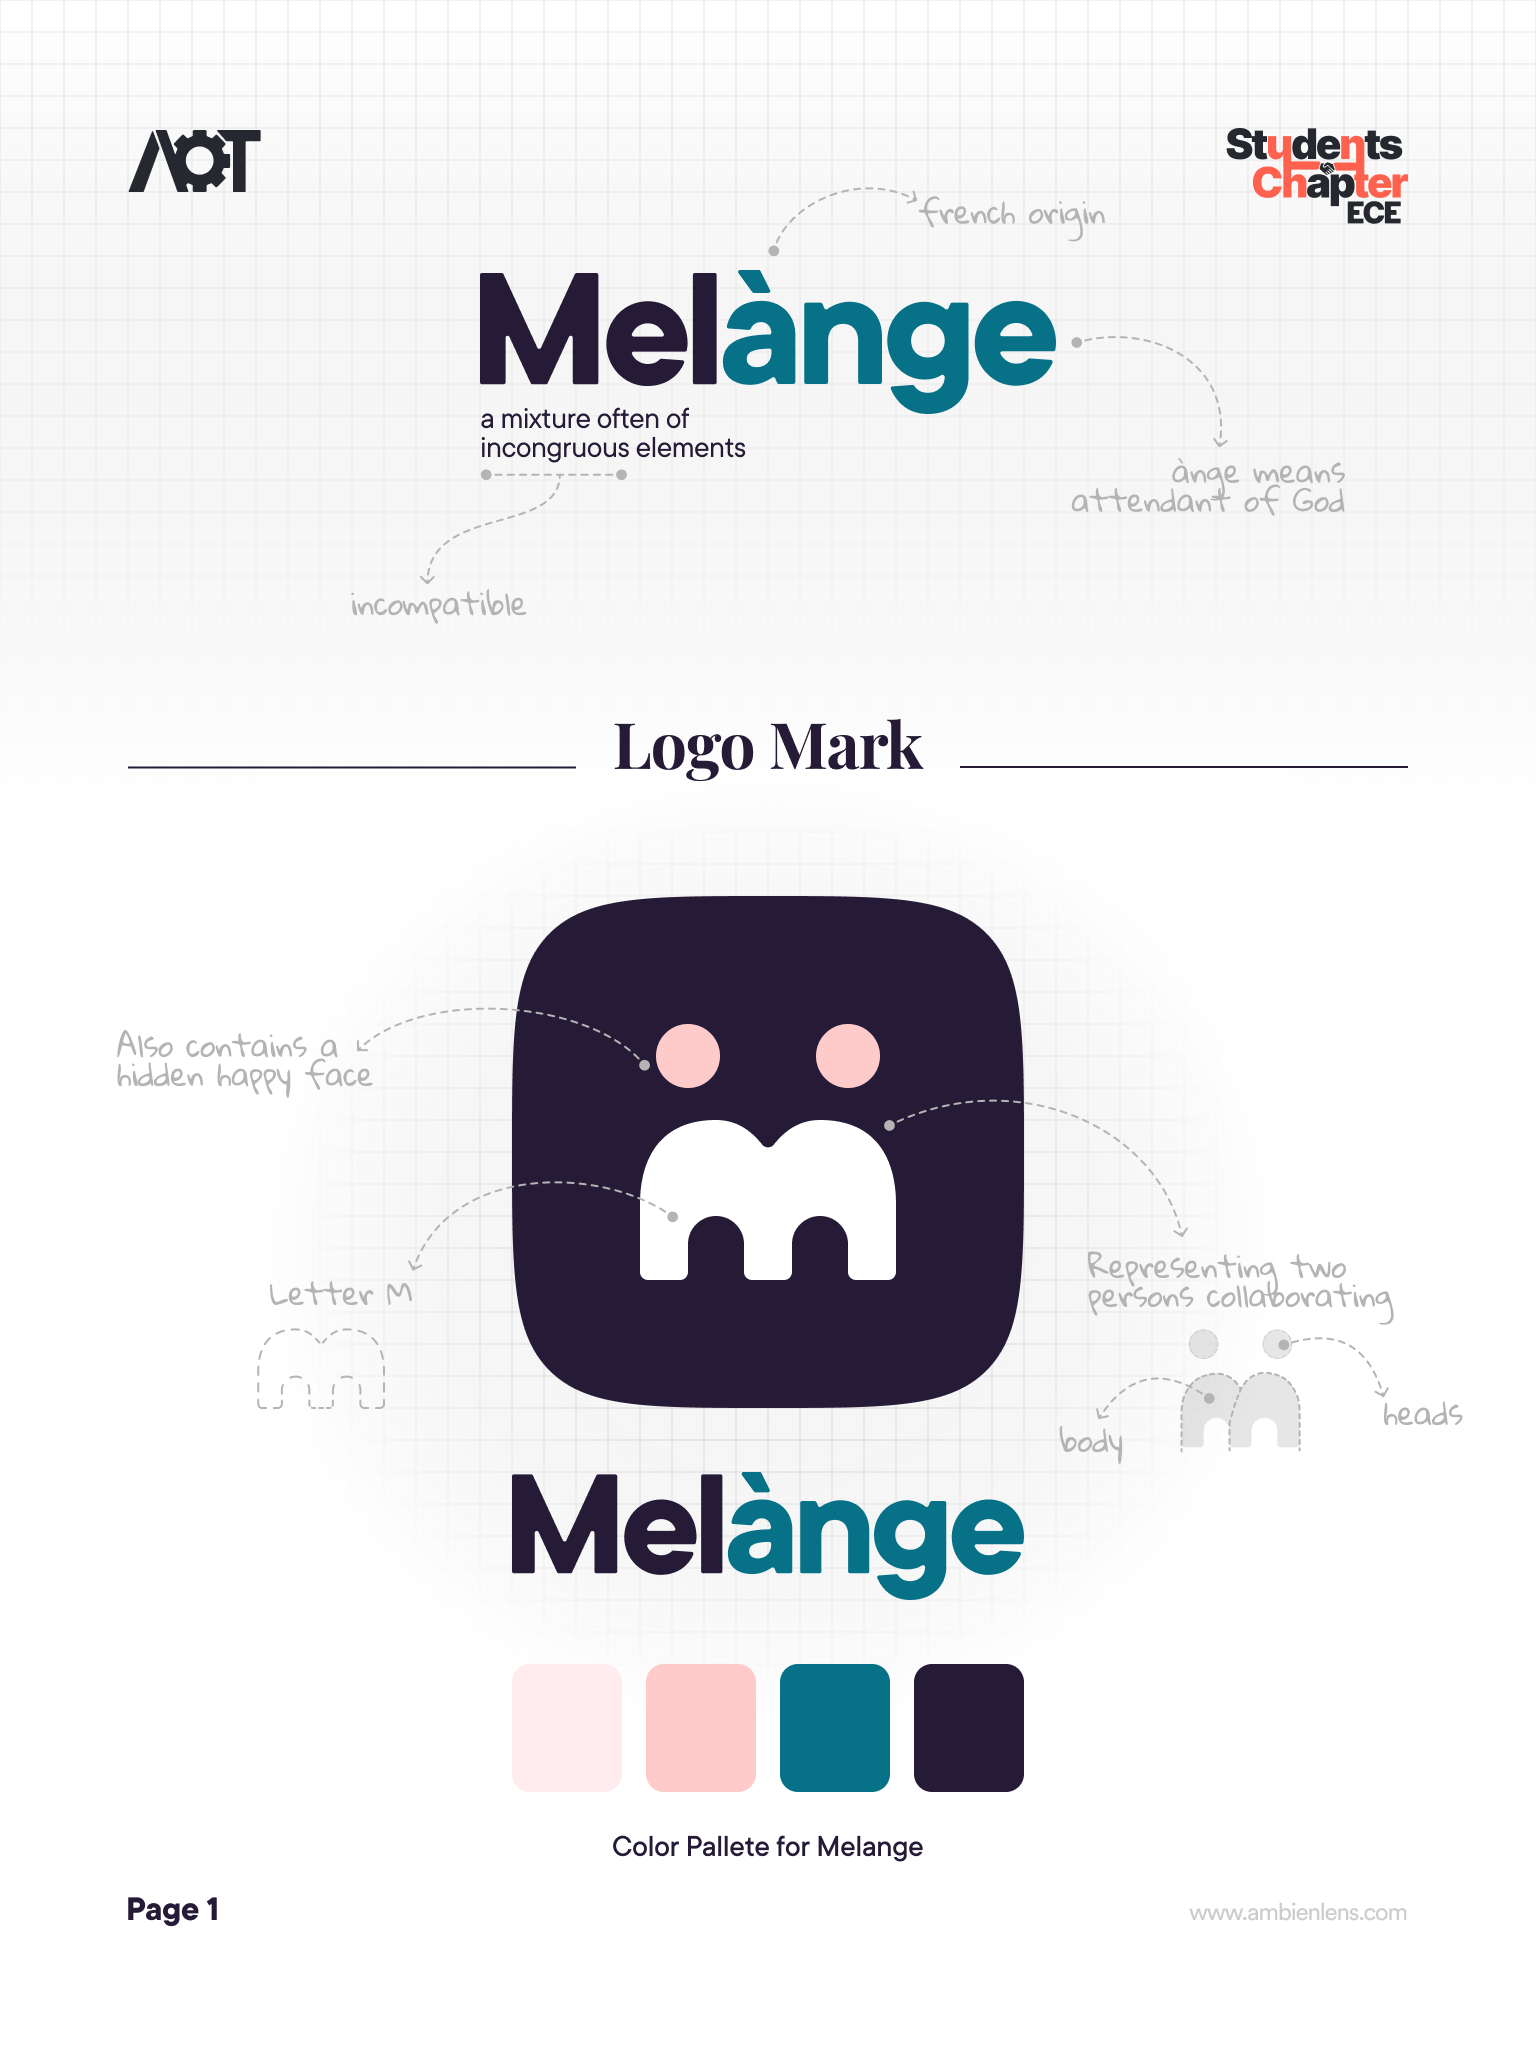 AOT
Students
Chapter
ECE
french origin
Melànge
a mixture often of
incongruous elements
ànge means
attendant of God
incompatible
Logo Mark
Also contains a
hidden happy face
Letter M
Representing two
persons collaborating
heads
body
Melànge
Color Pallete for Melange
Page 1
www.ambienlens.com